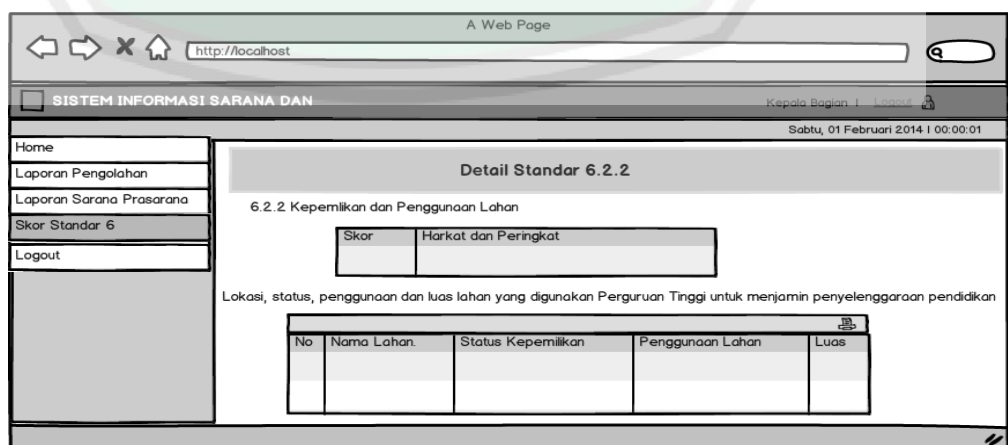 A Web Page
http://localhost
SISTEM INFORMASI SARANA DAN
Kepala Bagian | Logout
Sabtu, 01 Februari 2014 | 00:00:01
Home
Laporan Pengolahan
Laporan Sarana Prasarana
Skor Standar 6
Logout
Detail Standar 6.2.2
6.2.2 Kepemlikan dan Penggunaan Lahan
Skor Harkat dan Peringkat
Lokasi, status, penggunaan dan luas lahan yang digunakan Perguruan Tinggi untuk menjamin penyelenggaraan pendidikan
No Nama Lahan. Status Kepemilikan Penggunaan Lahan Luas